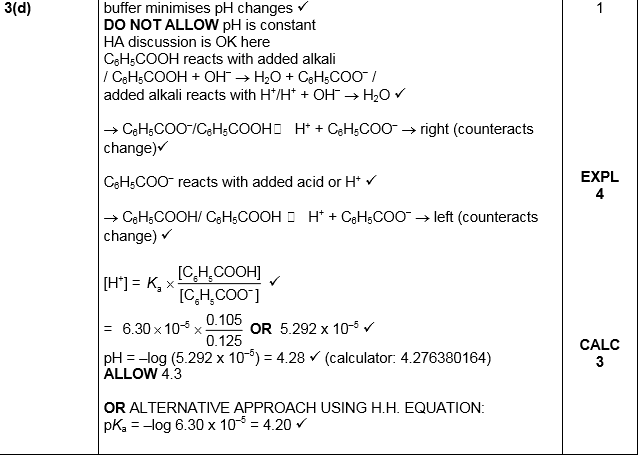 3(d) buffer minimises pH changes ✓ 1
DO NOT ALLOW pH is constant
HA discussion is OK here
C₆H₅COOH reacts with added alkali
/ C₆H₅COOH + OH⁻ → H₂O + C₆H₅COO⁻ /
added alkali reacts with H⁺/H⁺ + OH⁻ → H₂O ✓
→ C₆H₅COO⁻/C₆H₅COOH▯ H⁺ + C₆H₅COO⁻ → right (counteracts
change)✓
C₆H₅COO⁻ reacts with added acid or H⁺ ✓
EXPL
4
→ C₆H₅COOH/ C₆H₅COOH ▯ H⁺ + C₆H₅COO⁻ → left (counteracts
change) ✓
[H⁺] = Kₐ × [C₆H₅COOH] / [C₆H₅COO⁻] ✓
= 6.30 × 10⁻⁵ × 0.105 / 0.125 OR 5.292 x 10⁻⁵ ✓
CALC
3
pH = –log (5.292 x 10⁻⁵) = 4.28 ✓ (calculator: 4.276380164)
ALLOW 4.3
OR ALTERNATIVE APPROACH USING H.H. EQUATION:
pKₐ = –log 6.30 x 10⁻⁵ = 4.20 ✓